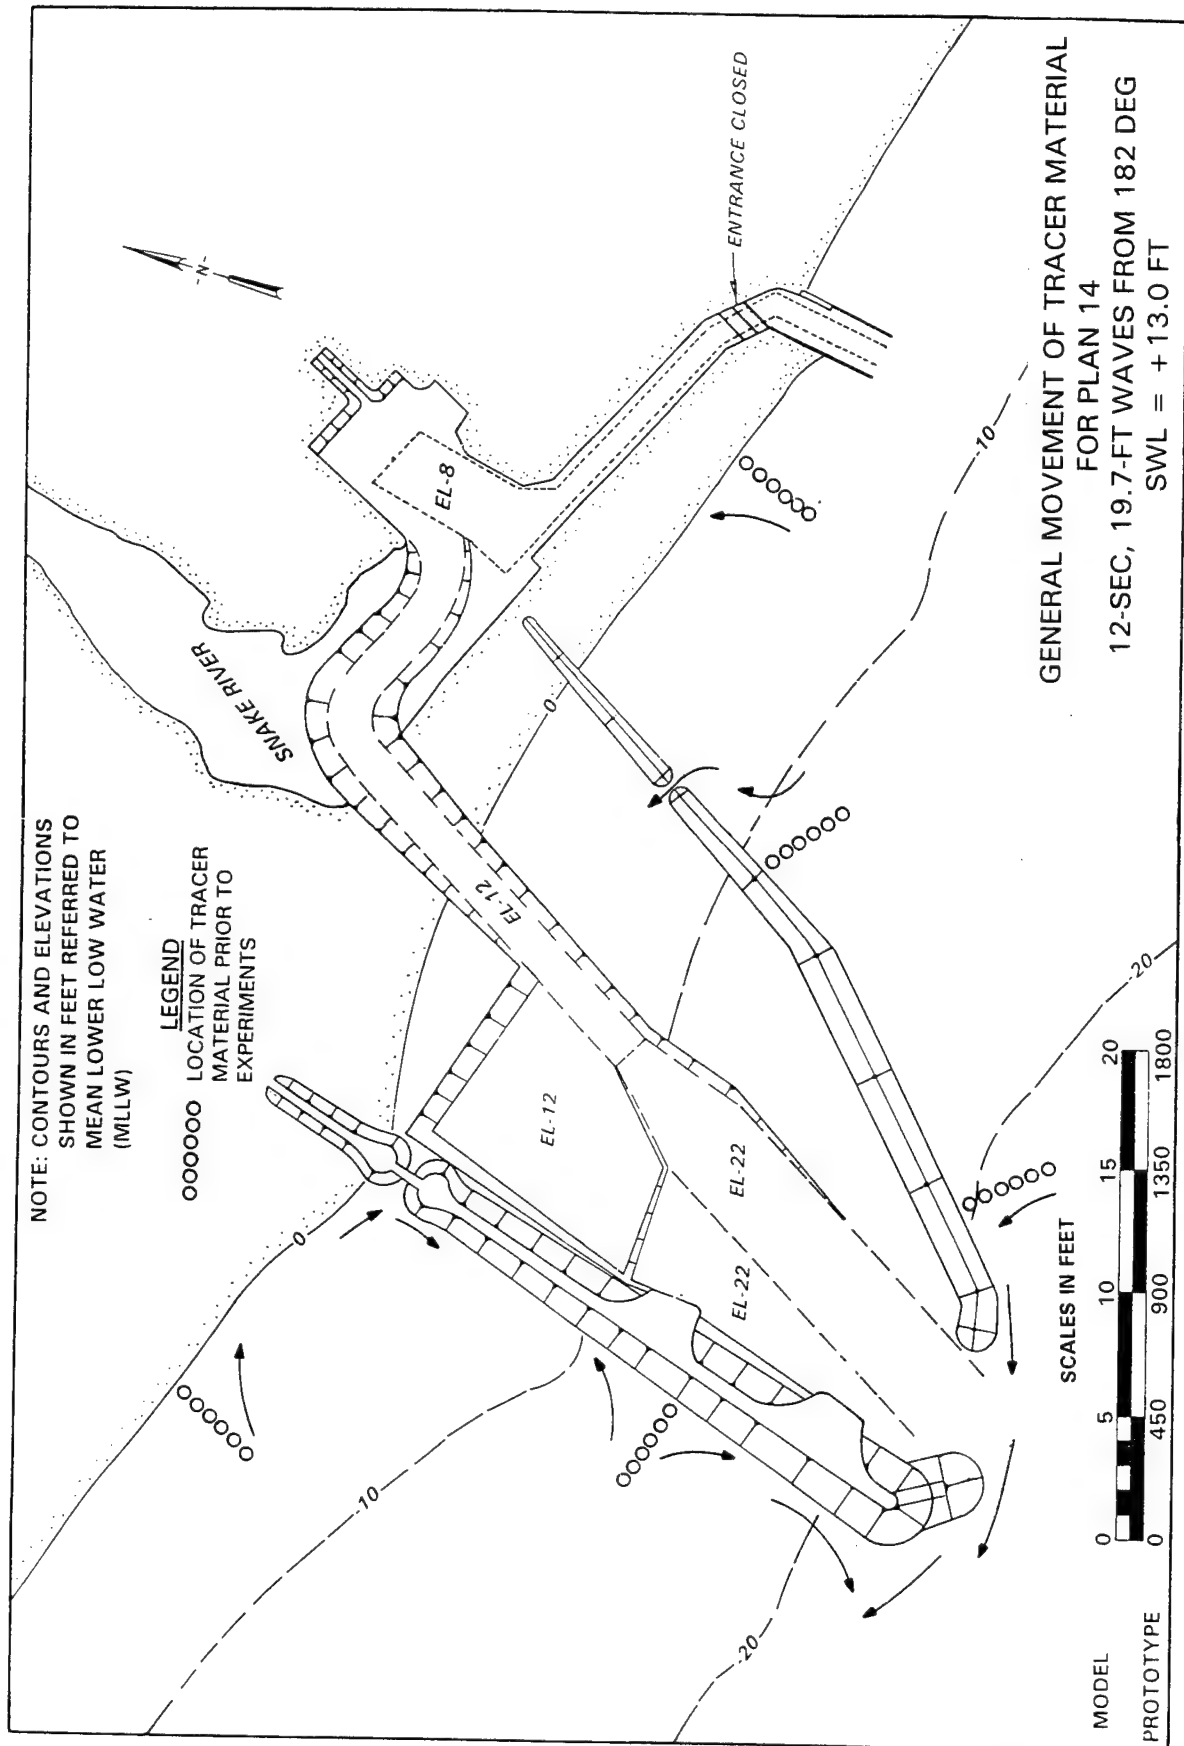 NOTE: CONTOURS AND ELEVATIONS
SHOWN IN FEET REFERRED TO
MEAN LOWER LOW WATER
(MLLW)
LEGEND
OOOOOO LOCATION OF TRACER
MATERIAL PRIOR TO
EXPERIMENTS
SNAKE RIVER
-N-
ENTRANCE CLOSED
EL-8
EL-12
EL-12
EL-22
EL-22
0
0
-10
-10
-20
-20
SCALES IN FEET
MODEL 0 5 10 15 20
PROTOTYPE 0 450 900 1350 1800
GENERAL MOVEMENT OF TRACER MATERIAL
FOR PLAN 14
12-SEC, 19.7-FT WAVES FROM 182 DEG
SWL = +13.0 FT